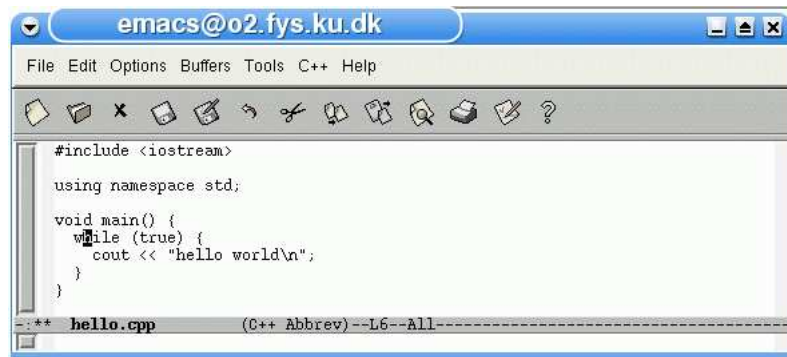 emacs@o2.fys.ku.dk
File Edit Options Buffers Tools C++ Help
#include <iostream>
using namespace std;
void main() {
while (true) {
cout << "hello world\n";
}
}
-:** hello.cpp (C++ Abbrev)--L6--All-------------------------------------